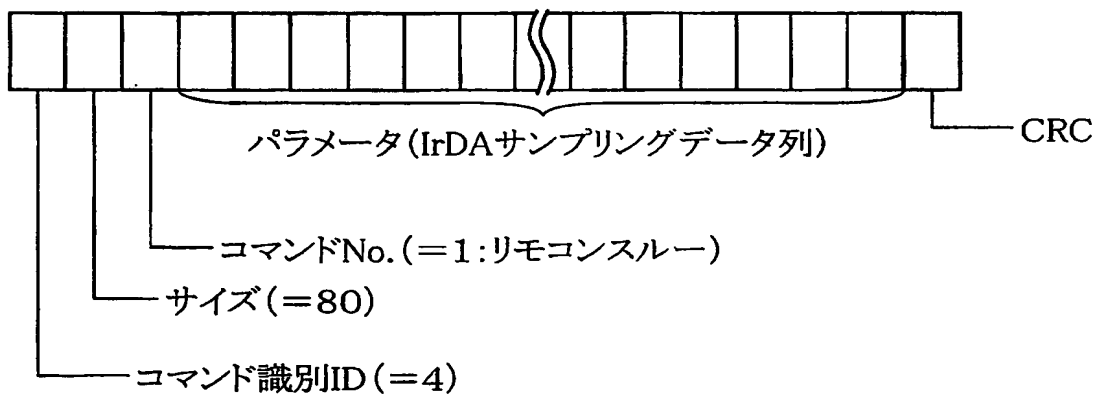 パラメータ(IrDAサンプリングデータ列)
CRC
コマンドNo.(=1:リモコンスルー)
サイズ(=80)
コマンド識別ID(=4)